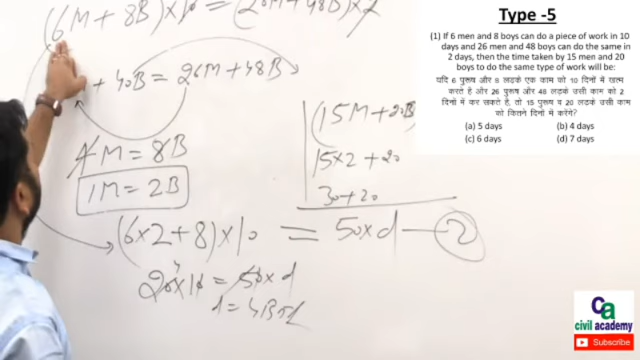 Type -5
(1) If 6 men and 8 boys can do a piece of work in 10
days and 26 men and 48 boys can do the same in
2 days, then the time taken by 15 men and 20
boys to do the same type of work will be:
यदि 6 पुरूष और 8 लड़के एक काम को 10 दिनों में खत्म
करते है और 26 पुरूष और 48 लड़के उसी काम को 2
दिनों में कर सकते है, तो 15 पुरूष व 20 लड़के उसी काम
को कितने दिनों में करेंगे?
(a) 5 days (b) 4 days
(c) 6 days (d) 7 days
(6M + 8B) × 10 = (26M + 48B) × 2
+ 40B = 26M + 48B
4M = 8B
1M = 2B
15M + 20B
15×2 + 20
30 + 20
(6×2+8)×10 = 50×d — 2
20×10 = 50×d
d = 4
ca
civil academy
Subscribe